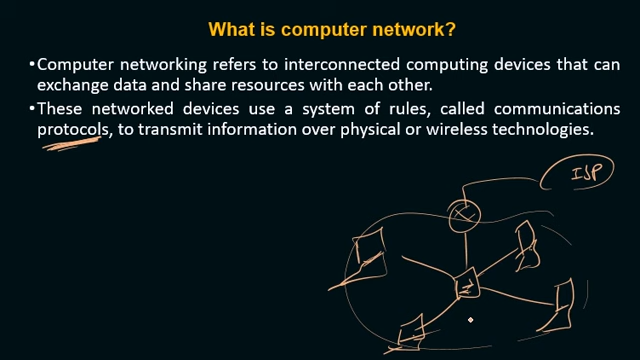 What is computer network?
•Computer networking refers to interconnected computing devices that can
exchange data and share resources with each other.
•These networked devices use a system of rules, called communications
protocols, to transmit information over physical or wireless technologies.
ISP